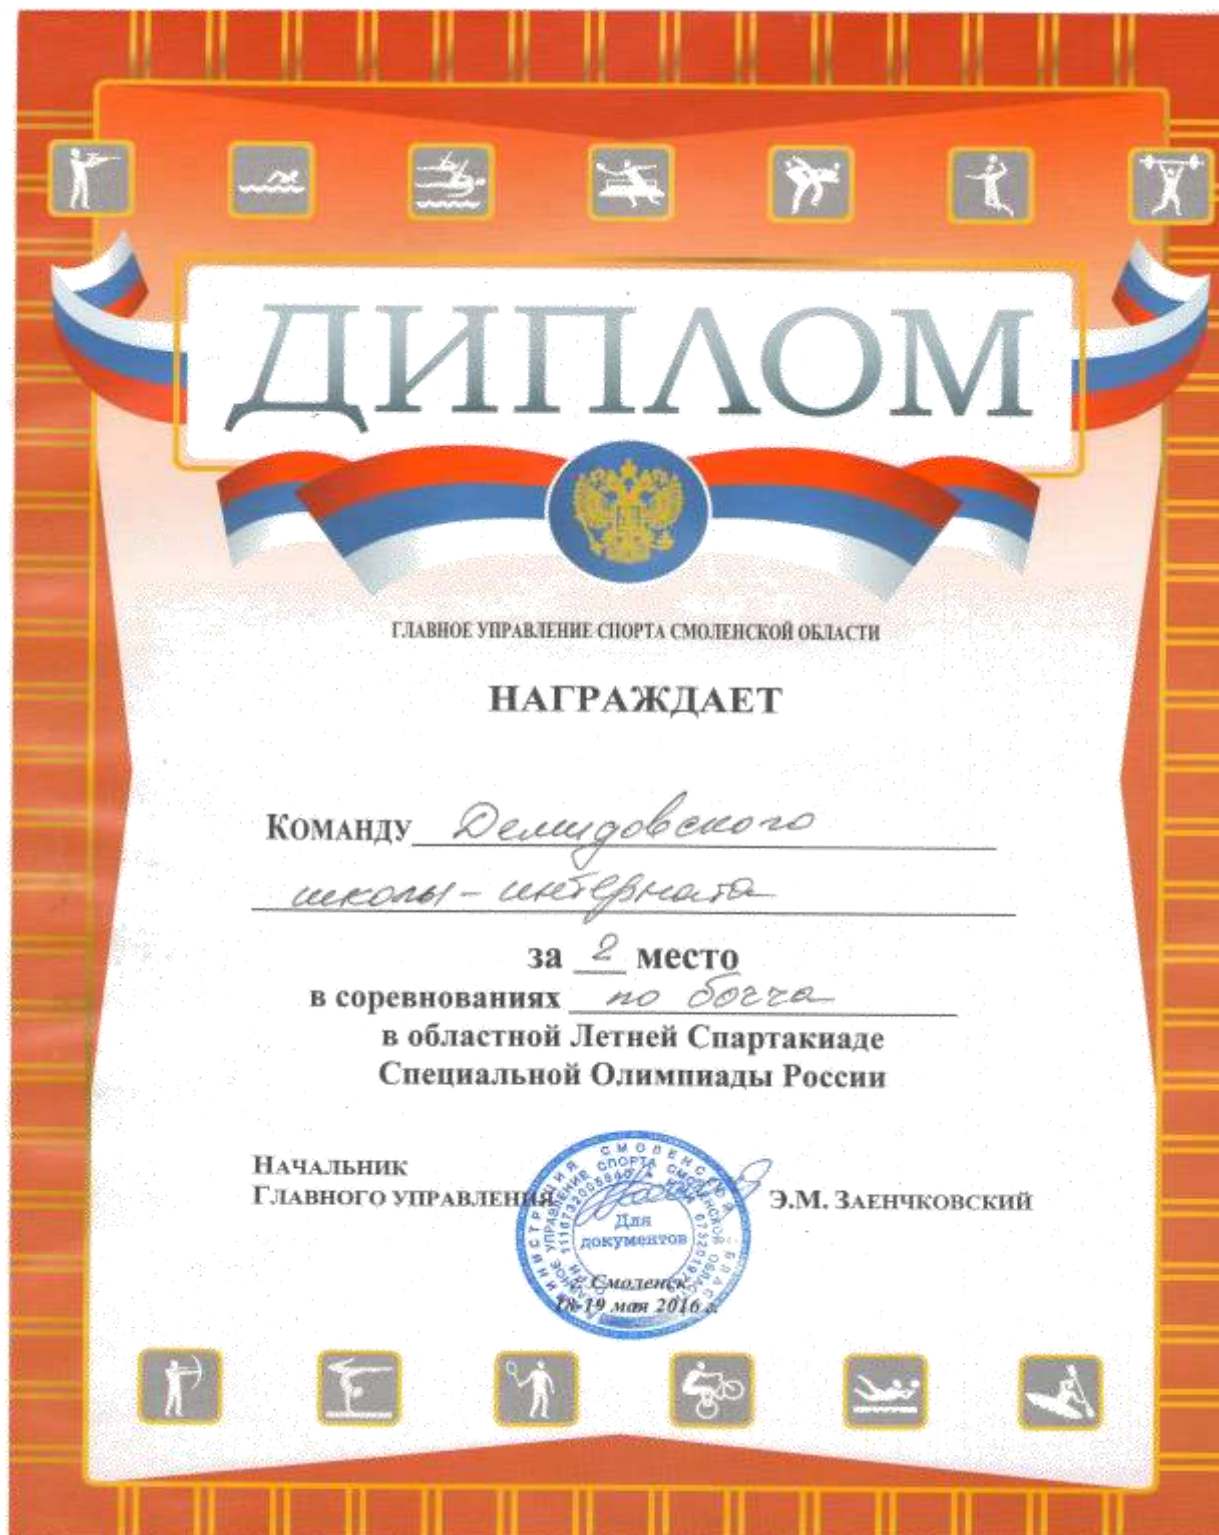 ДИПЛОМ
ГЛАВНОЕ УПРАВЛЕНИЕ СПОРТА СМОЛЕНСКОЙ ОБЛАСТИ
НАГРАЖДАЕТ
КОМАНДУ Демидовского
школы-интерната
за 2 место
в соревнованиях по бочча
в областной Летней Спартакиаде
Специальной Олимпиады России
НАЧАЛЬНИК
ГЛАВНОГО УПРАВЛЕНИЯ Э.М. ЗАЕНЧКОВСКИЙ
Для
документов
г. Смоленск
18-19 мая 2016 г.